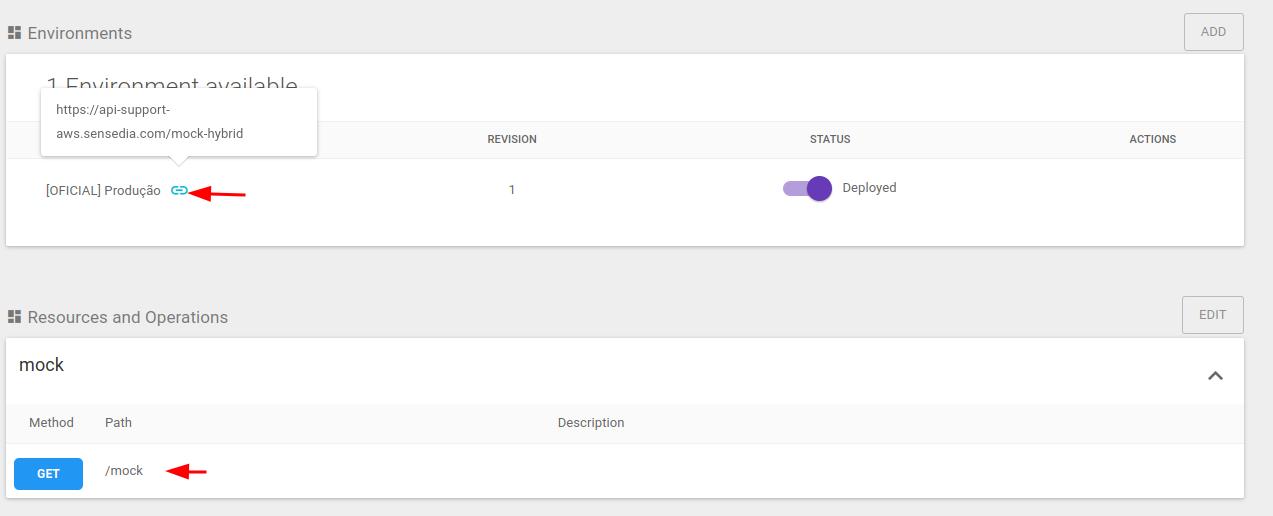 Environments
ADD
1 Environment available
https://api-support-
aws.sensedia.com/mock-hybrid
REVISION
STATUS
ACTIONS
[OFICIAL] Produção
1
Deployed
Resources and Operations
EDIT
mock
Method
Path
Description
GET
/mock